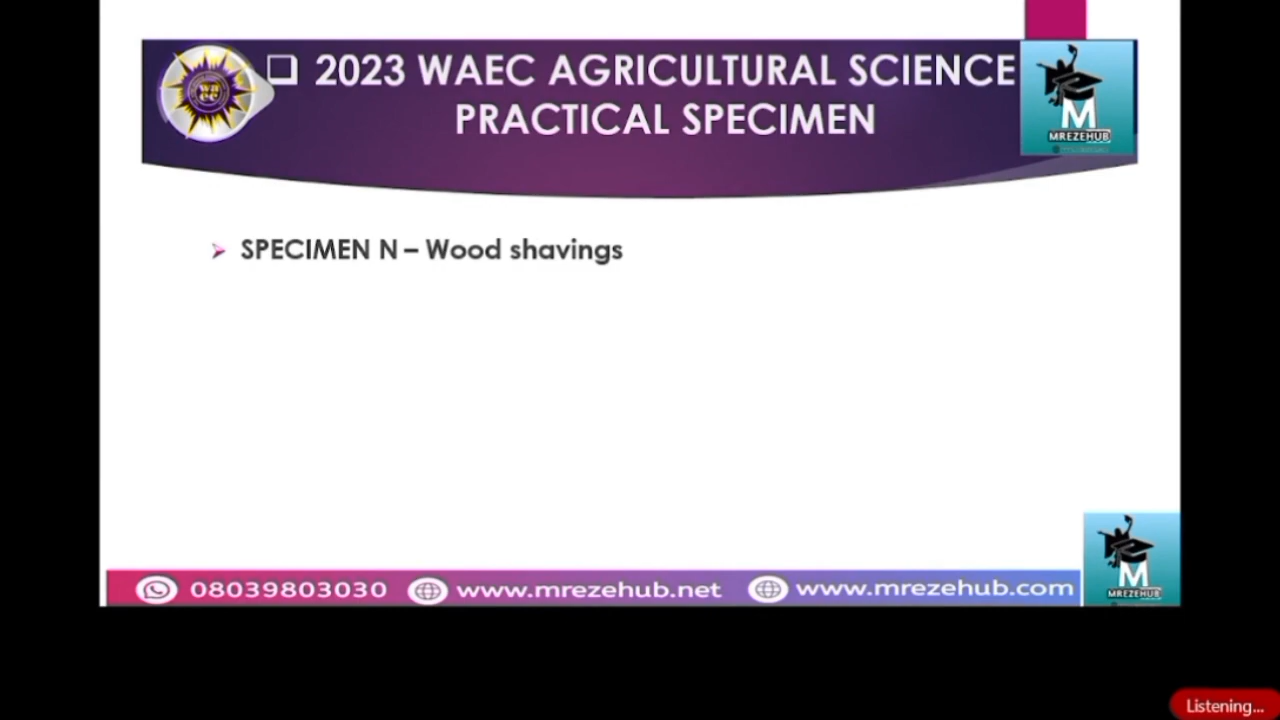 2023 WAEC AGRICULTURAL SCIENCE
PRACTICAL SPECIMEN
MREZEHUB
SPECIMEN N – Wood shavings
08039803030 www.mrezehub.net www.mrezehub.com
MREZEHUB
Listening...